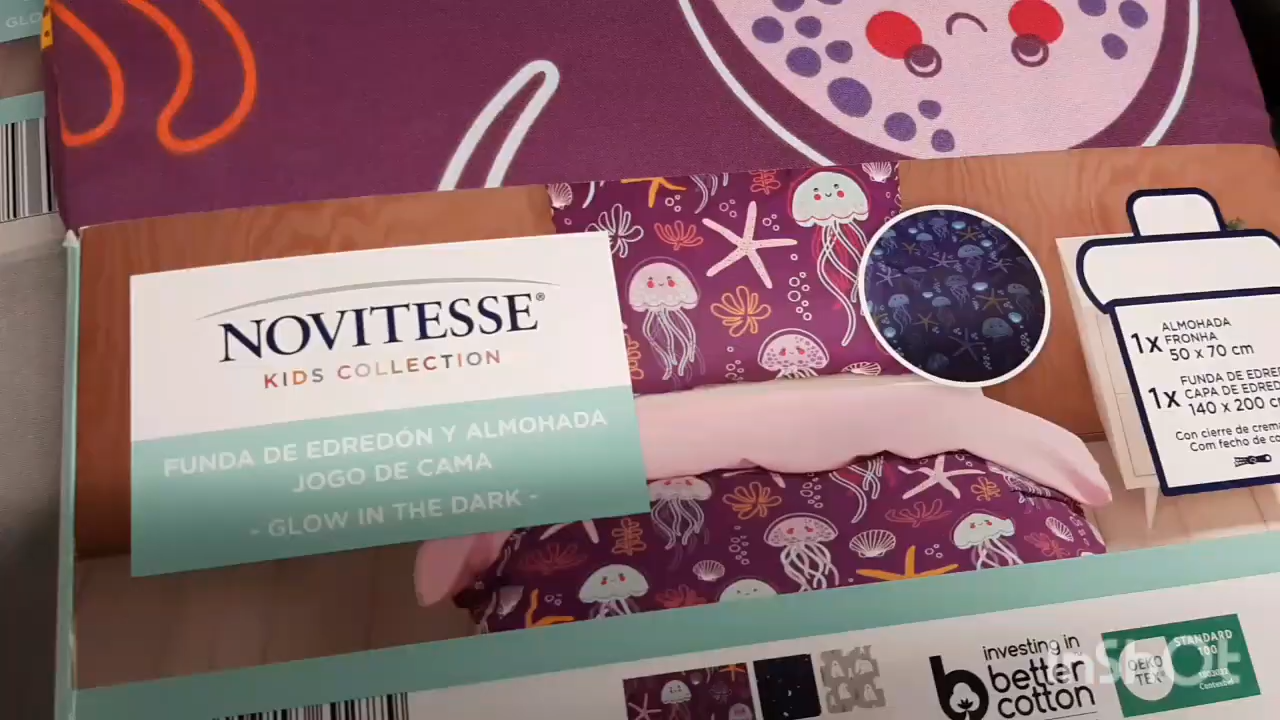 GLO
NOVITESSE®
KIDS COLLECTION
FUNDA DE EDREDÓN Y ALMOHADA
JOGO DE CAMA
- GLOW IN THE DARK -
1x ALMOHADA
FRONHA
50 x 70 cm
1x FUNDA DE EDRE
CAPA DE EDRED
140 x 200 c
Con cierre de crem
Com fecho de co
investing in
better
cotton
OEKO
TEX®
STANDARD
100
InShOt